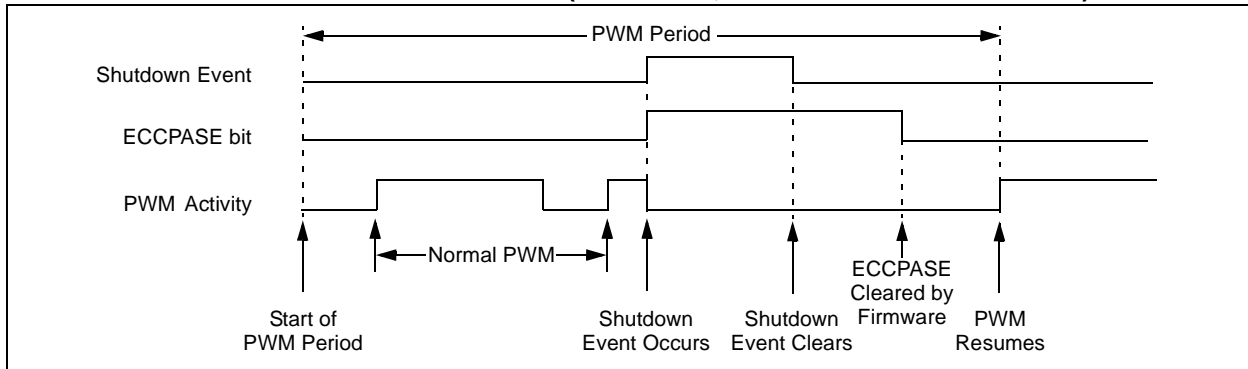 PWM Period
Shutdown Event
ECCPASE bit
PWM Activity
Normal PWM
Start of
PWM Period
Shutdown
Event Occurs
Shutdown
Event Clears
ECCPASE
Cleared by
Firmware
PWM
Resumes